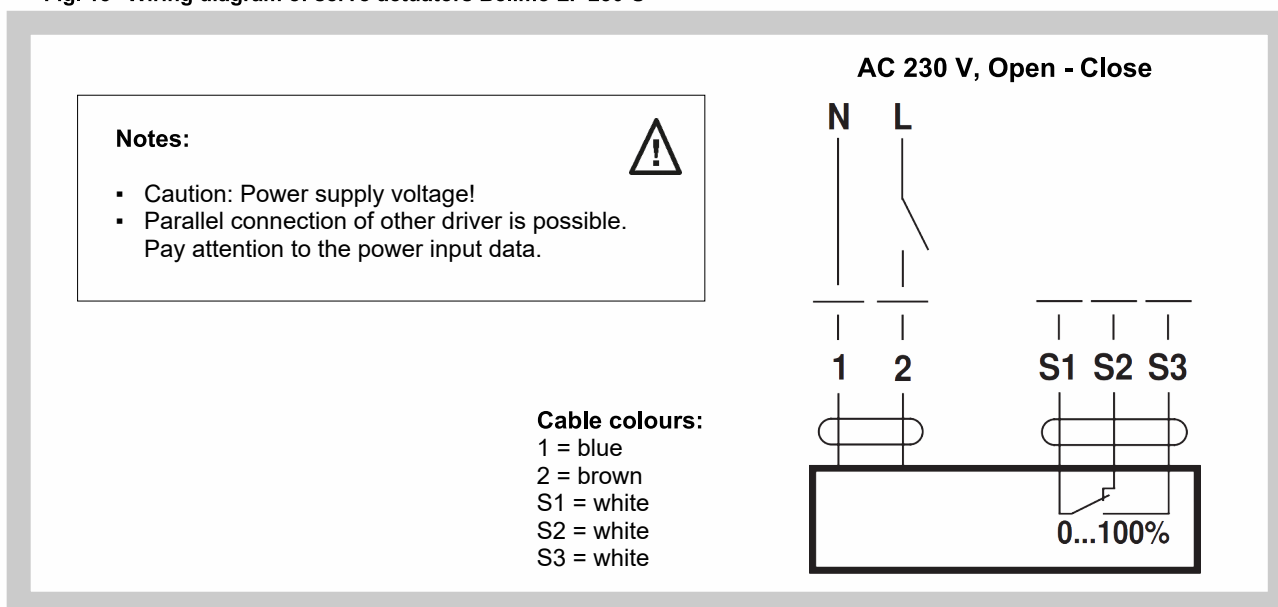 AC 230 V, Open - Close
Notes:
▪ Caution: Power supply voltage!
▪ Parallel connection of other driver is possible.
Pay attention to the power input data.
N L
1 2 S1 S2 S3
Cable colours:
1 = blue
2 = brown
S1 = white
S2 = white
S3 = white
0...100%